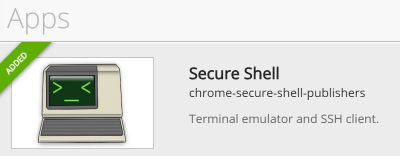 Apps
ADDED
>_<
Secure Shell
chrome-secure-shell-publishers
Terminal emulator and SSH client.